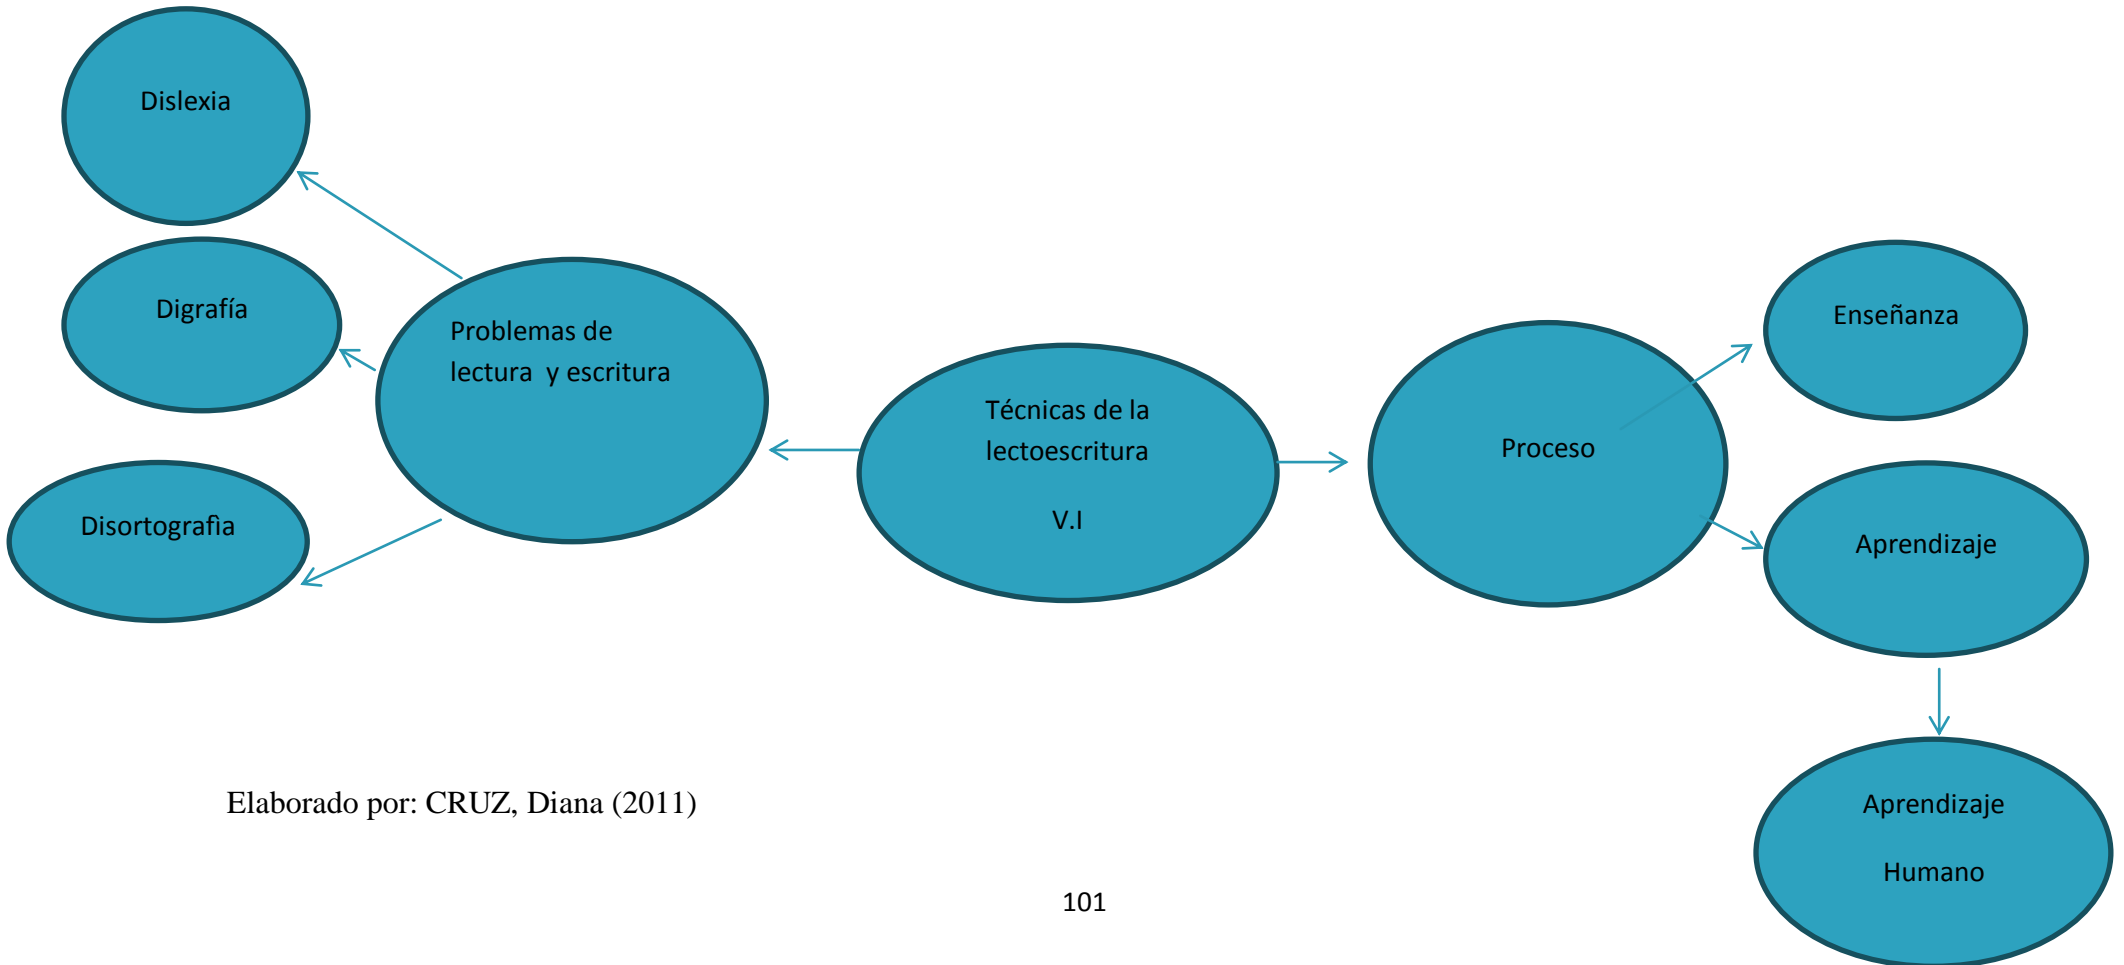 Dislexia
Digrafía
Disortografìa
Problemas de
lectura y escritura
Técnicas de la
lectoescritura
V.I
Proceso
Enseñanza
Aprendizaje
Aprendizaje
Humano
Elaborado por: CRUZ, Diana (2011)
101